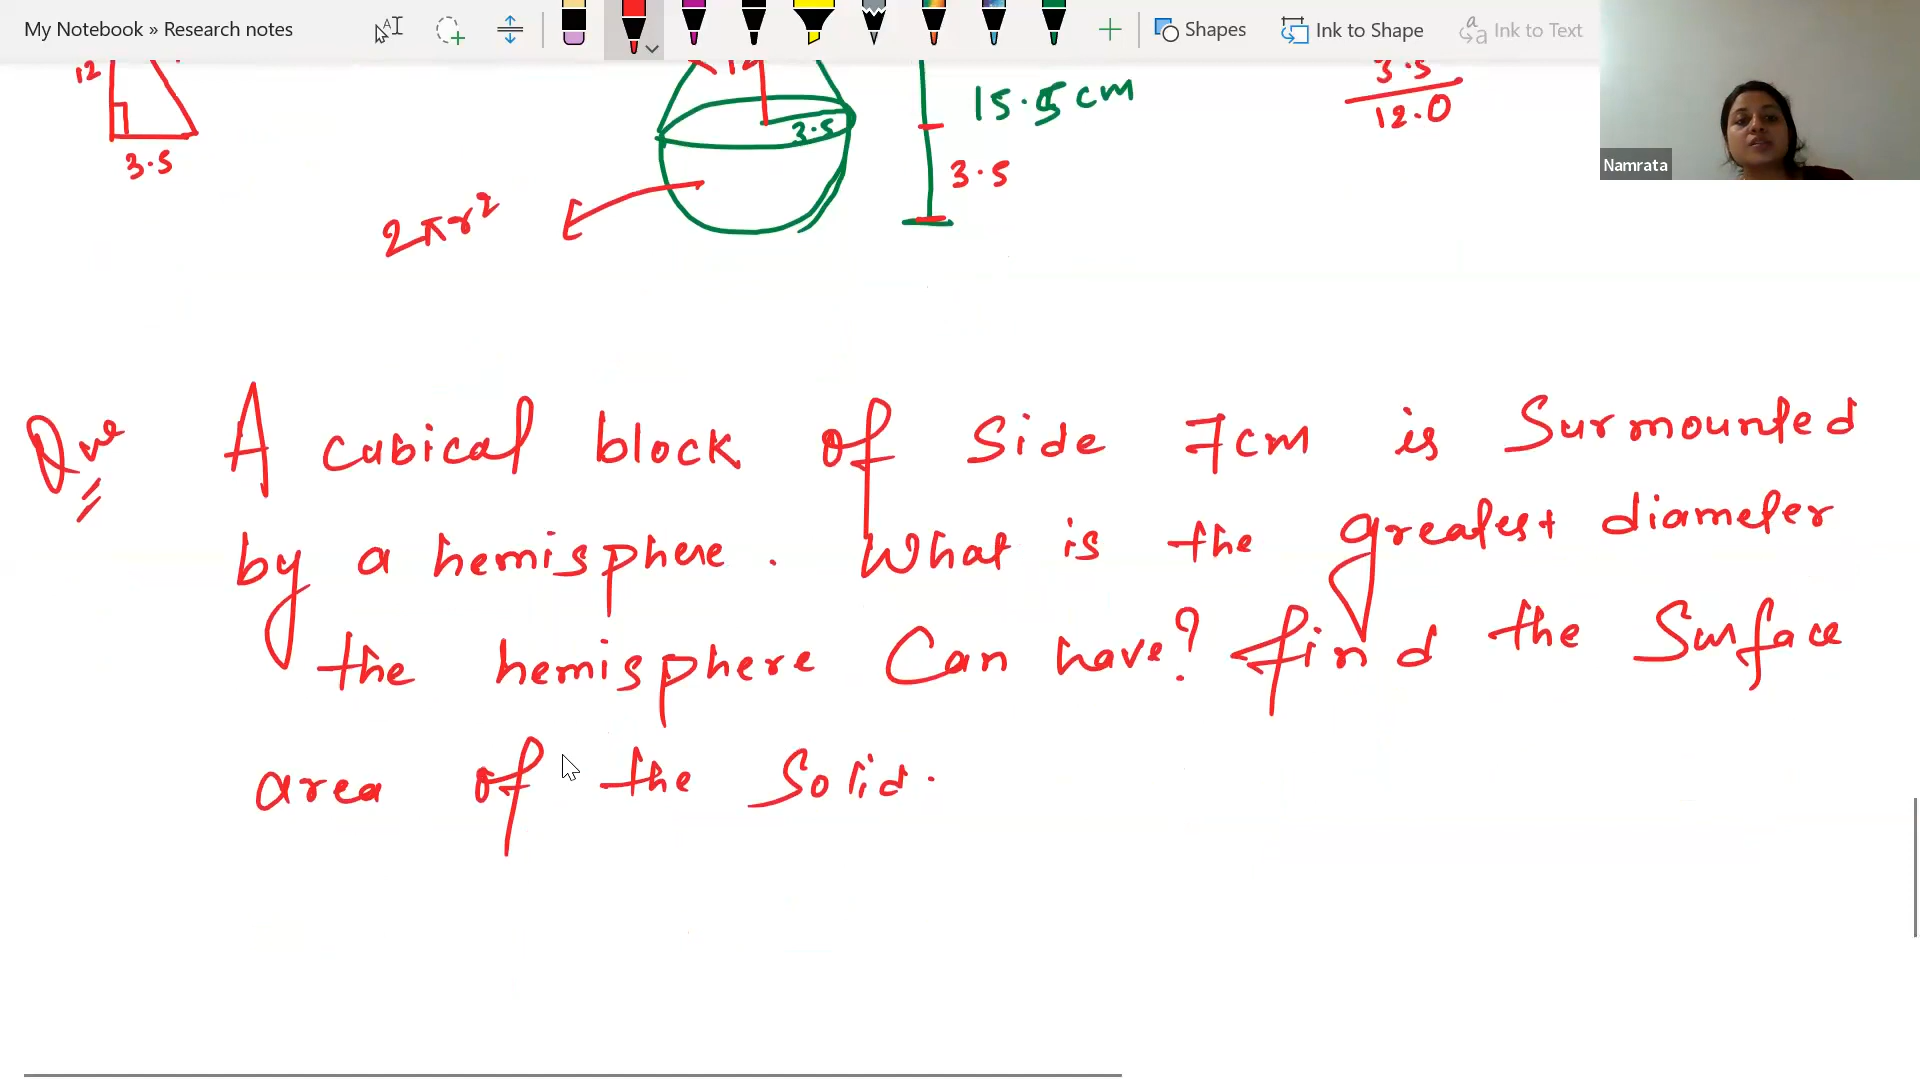 My Notebook » Research notes
Shapes
Ink to Shape
Ink to Text
12
3.5
12
3.5
15.5 cm
3.5
3.5
12.0
2πr²
Namrata
Que A cubical block of Side 7cm is Surmounted
by a hemisphere. What is the greatest diameter
the hemisphere Can have? find the Surface
area of the Solid.